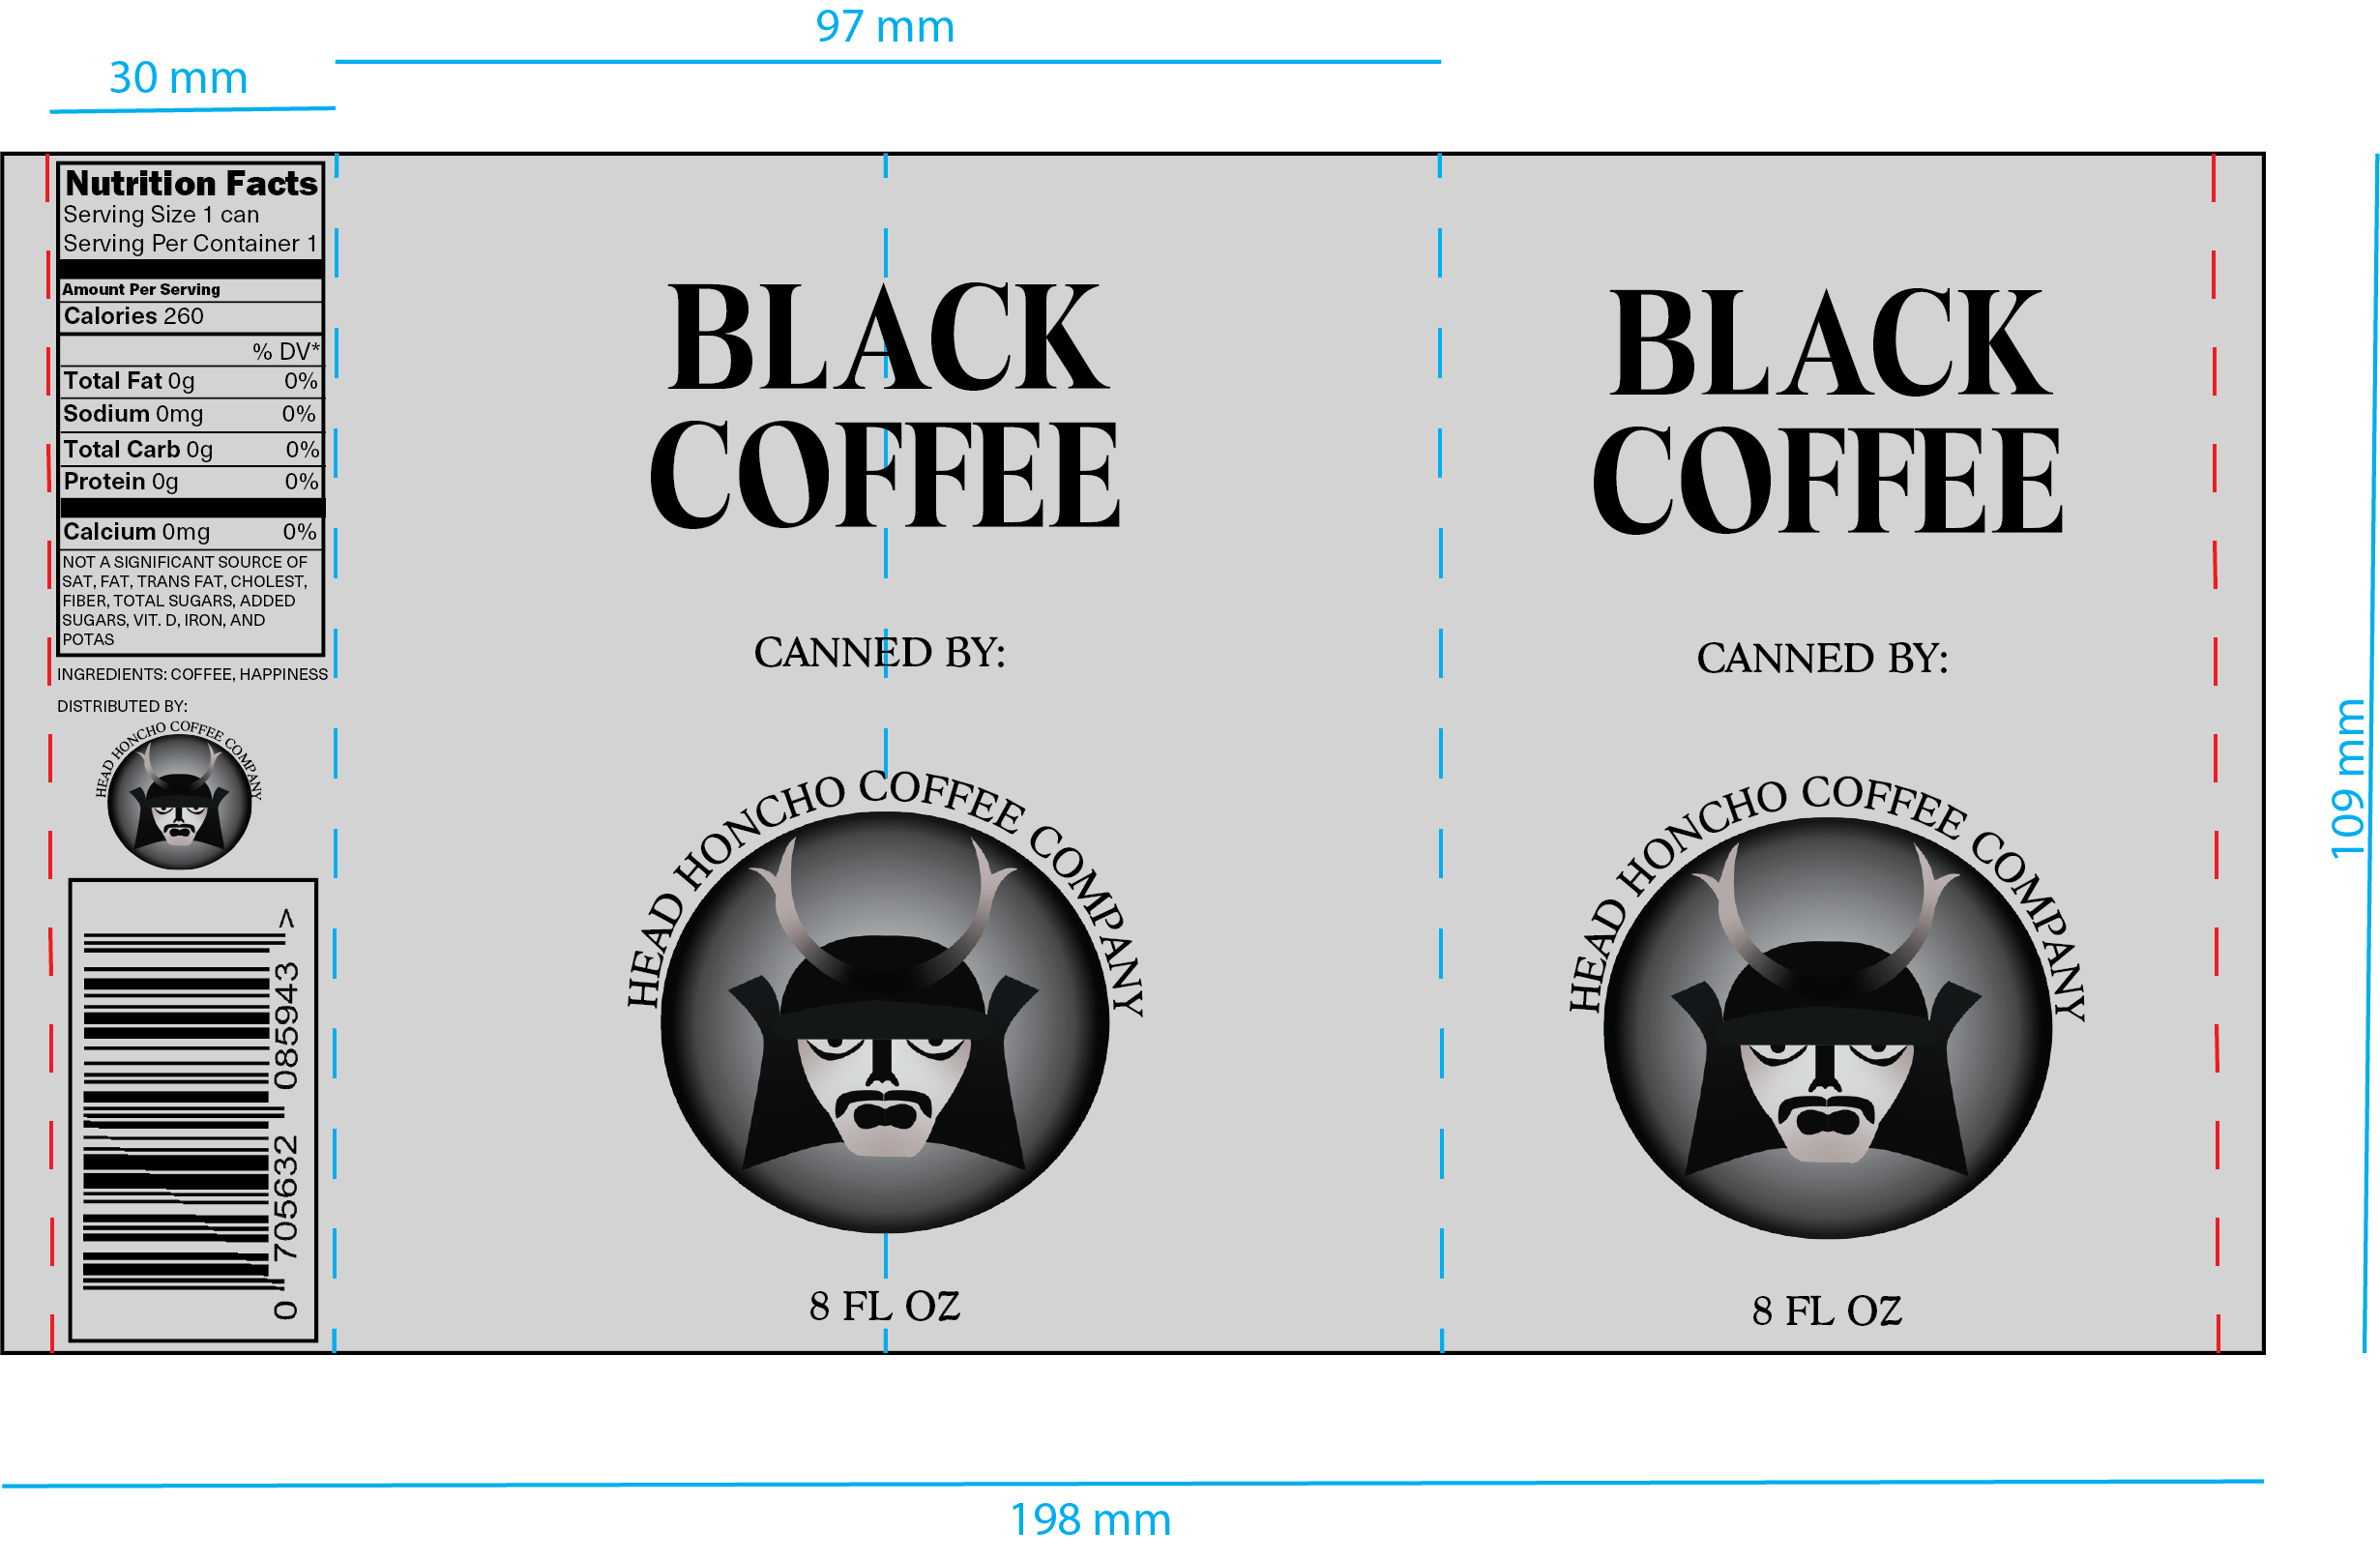 97 mm
30 mm
Nutrition Facts
Serving Size 1 can
Serving Per Container 1
Amount Per Serving
Calories 260
% DV*
Total Fat 0g 0%
Sodium 0mg 0%
Total Carb 0g 0%
Protein 0g 0%
Calcium 0mg 0%
NOT A SIGNIFICANT SOURCE OF
SAT, FAT, TRANS FAT, CHOLEST,
FIBER, TOTAL SUGARS, ADDED
SUGARS, VIT. D, IRON, AND
POTAS
INGREDIENTS: COFFEE, HAPPINESS
DISTRIBUTED BY:
HEAD HONCHO COFFEE COMPANY
0 705632 085943 >
BLACK
COFFEE
CANNED BY:
HEAD HONCHO COFFEE COMPANY
8 FL OZ
BLACK
COFFEE
CANNED BY:
HEAD HONCHO COFFEE COMPANY
8 FL OZ
109 mm
198 mm